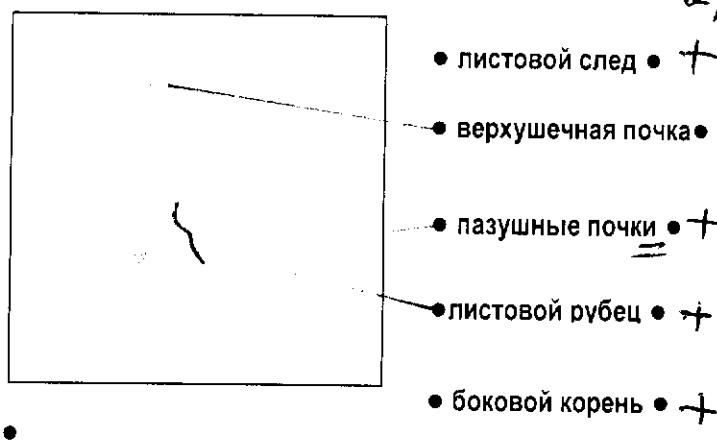 • листовой след • +
• верхушечная почка •
• пазушные почки • +
• листовой рубец • +
• боковой корень • +
•